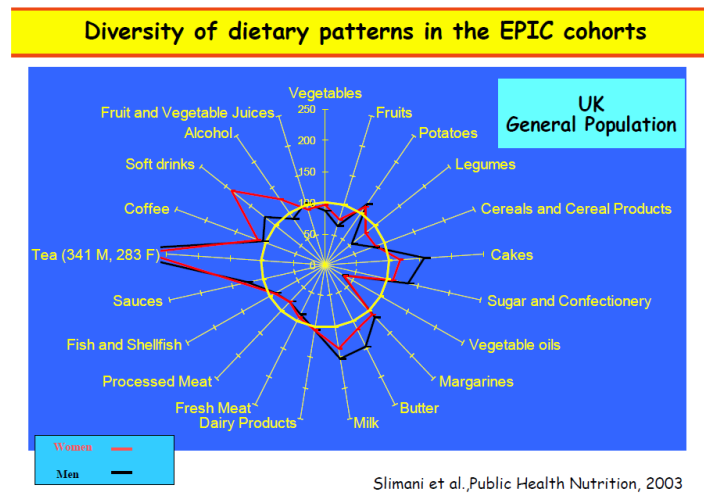 Diversity of dietary patterns in the EPIC cohorts
UK
General Population
Vegetables
250
200
150
100
50
0
Fruits
Potatoes
Legumes
Cereals and Cereal Products
Cakes
Sugar and Confectionery
Vegetable oils
Margarines
Butter
Milk
Dairy Products
Fresh Meat
Processed Meat
Fish and Shellfish
Sauces
Tea (341 M, 283 F)
Coffee
Soft drinks
Alcohol
Fruit and Vegetable Juices
Women
Men
Slimani et al.,Public Health Nutrition, 2003